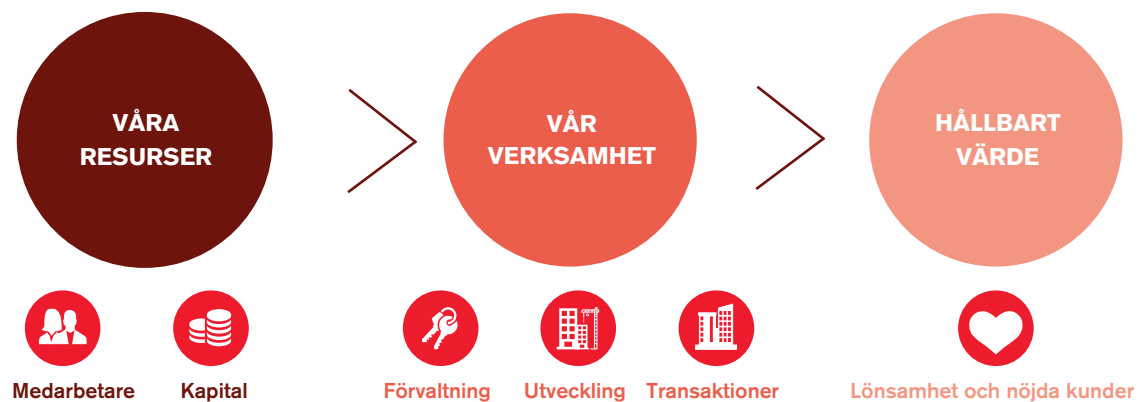 VÅRA
RESURSER
VÅR
VERKSAMHET
HÅLLBART
VÄRDE
Medarbetare
Kapital
Förvaltning
Utveckling
Transaktioner
Lönsamhet och nöjda kunder